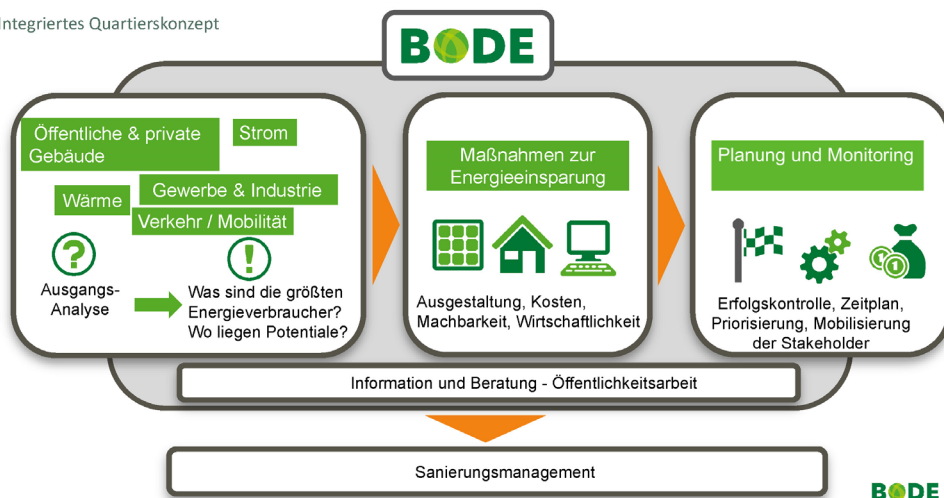 Integriertes Quartierskonzept
BODE
Öffentliche & private
Gebäude
Strom
Wärme
Gewerbe & Industrie
Verkehr / Mobilität
?
!
Ausgangs-
Analyse
Was sind die größten
Energieverbraucher?
Wo liegen Potentiale?
Maßnahmen zur
Energieeinsparung
Ausgestaltung, Kosten,
Machbarkeit, Wirtschaftlichkeit
Planung und Monitoring
1
1
Erfolgskontrolle, Zeitplan,
Priorisierung, Mobilisierung
der Stakeholder
Information und Beratung - Öffentlichkeitsarbeit
Sanierungsmanagement
BODE